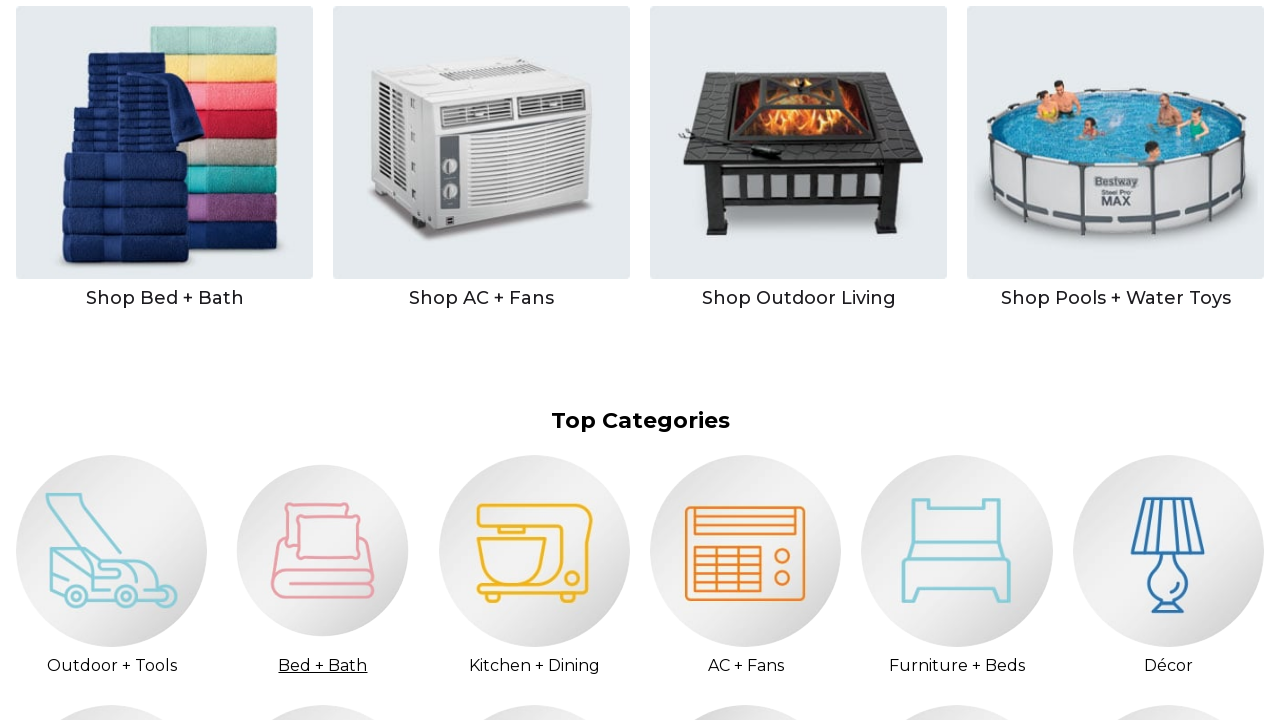 Bestway
Steel Pro
MAX
Shop Bed + Bath
Shop AC + Fans
Shop Outdoor Living
Shop Pools + Water Toys
Top Categories
Outdoor + Tools
Bed + Bath
Kitchen + Dining
AC + Fans
Furniture + Beds
Décor